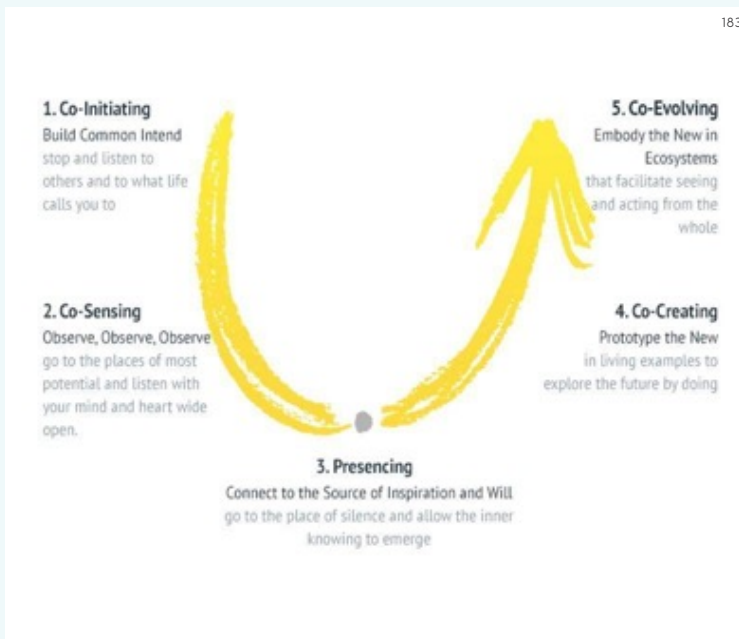 183
1. Co-Initiating
Build Common Intend
stop and listen to
others and to what life
calls you to
2. Co-Sensing
Observe, Observe, Observe
go to the places of most
potential and listen with
your mind and heart wide
open.
3. Presencing
Connect to the Source of Inspiration and Will
go to the place of silence and allow the inner
knowing to emerge
4. Co-Creating
Prototype the New
in living examples to
explore the future by doing
5. Co-Evolving
Embody the New in
Ecosystems
that facilitate seeing
and acting from the
whole